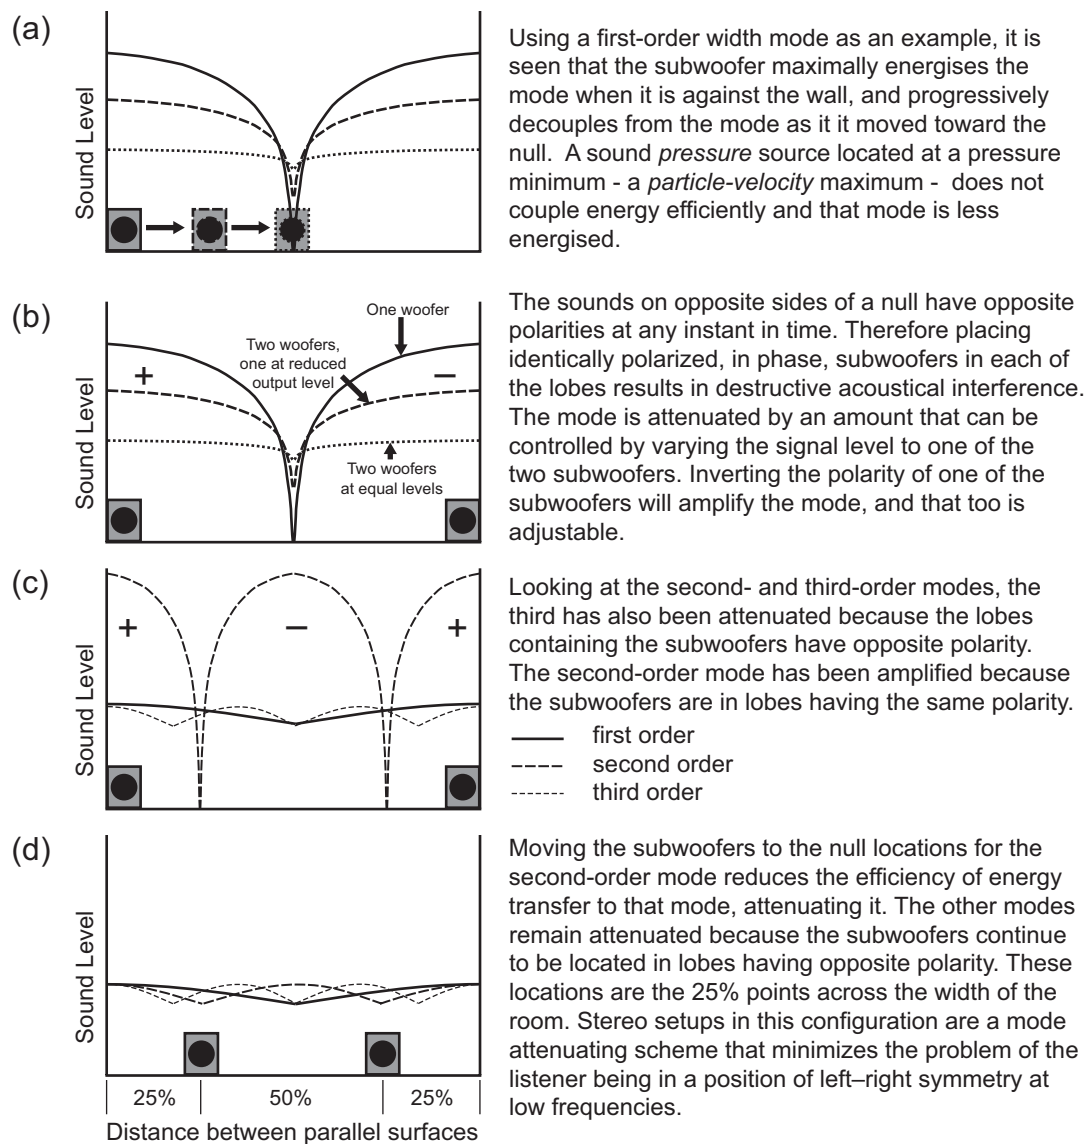 (a)
Sound Level
Using a first-order width mode as an example, it is
seen that the subwoofer maximally energises the
mode when it is against the wall, and progressively
decouples from the mode as it it moved toward the
null.  A sound pressure source located at a pressure
minimum - a particle-velocity maximum -  does not
couple energy efficiently and that mode is less
energised.
(b)
Sound Level
One woofer
Two woofers,
one at reduced
output level
+
−
Two woofers
at equal levels
The sounds on opposite sides of a null have opposite
polarities at any instant in time. Therefore placing
identically polarized, in phase, subwoofers in each of
the lobes results in destructive acoustical interference.
The mode is attenuated by an amount that can be
controlled by varying the signal level to one of the
two subwoofers. Inverting the polarity of one of the
subwoofers will amplify the mode, and that too is
adjustable.
(c)
Sound Level
+
−
+
Looking at the second- and third-order modes, the
third has also been attenuated because the lobes
containing the subwoofers have opposite polarity.
The second-order mode has been amplified because
the subwoofers are in lobes having the same polarity.
first order
second order
third order
(d)
Sound Level
25%
50%
25%
Distance between parallel surfaces
Moving the subwoofers to the null locations for the
second-order mode reduces the efficiency of energy
transfer to that mode, attenuating it. The other modes
remain attenuated because the subwoofers continue
to be located in lobes having opposite polarity. These
locations are the 25% points across the width of the
room. Stereo setups in this configuration are a mode
attenuating scheme that minimizes the problem of the
listener being in a position of left–right symmetry at
low frequencies.